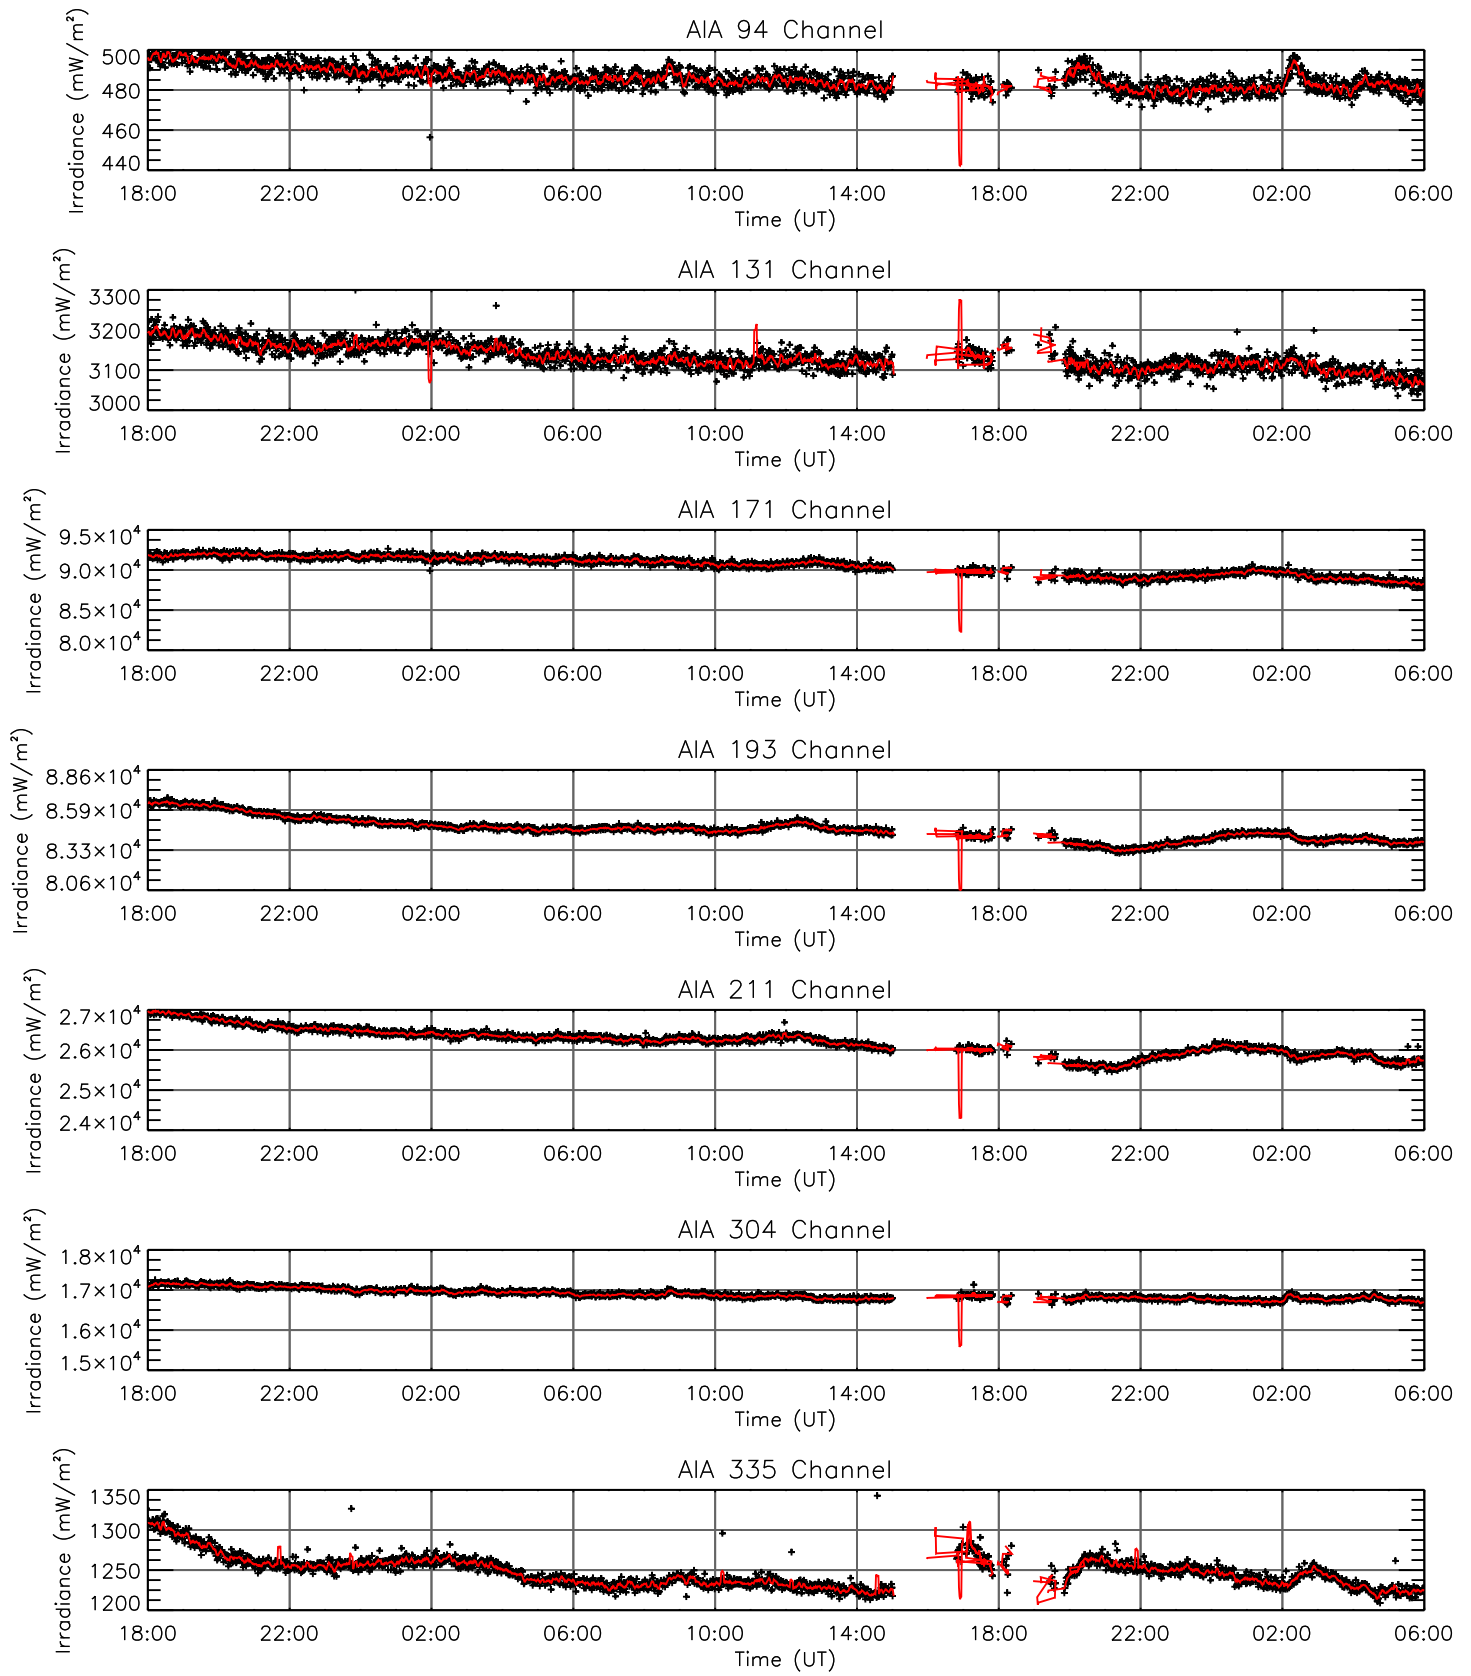 AIA 94 Channel
Irradiance (mW/m²)
500
480
460
440
18:00 22:00 02:00 06:00 10:00 14:00 18:00 22:00 02:00 06:00
Time (UT)
AIA 131 Channel
Irradiance (mW/m²)
3300
3200
3100
3000
18:00 22:00 02:00 06:00 10:00 14:00 18:00 22:00 02:00 06:00
Time (UT)
AIA 171 Channel
Irradiance (mW/m²)
9.5×10⁴
9.0×10⁴
8.5×10⁴
8.0×10⁴
18:00 22:00 02:00 06:00 10:00 14:00 18:00 22:00 02:00 06:00
Time (UT)
AIA 193 Channel
Irradiance (mW/m²)
8.86×10⁴
8.59×10⁴
8.33×10⁴
8.06×10⁴
18:00 22:00 02:00 06:00 10:00 14:00 18:00 22:00 02:00 06:00
Time (UT)
AIA 211 Channel
Irradiance (mW/m²)
2.7×10⁴
2.6×10⁴
2.5×10⁴
2.4×10⁴
18:00 22:00 02:00 06:00 10:00 14:00 18:00 22:00 02:00 06:00
Time (UT)
AIA 304 Channel
Irradiance (mW/m²)
1.8×10⁴
1.7×10⁴
1.6×10⁴
1.5×10⁴
18:00 22:00 02:00 06:00 10:00 14:00 18:00 22:00 02:00 06:00
Time (UT)
AIA 335 Channel
Irradiance (mW/m²)
1350
1300
1250
1200
18:00 22:00 02:00 06:00 10:00 14:00 18:00 22:00 02:00 06:00
Time (UT)